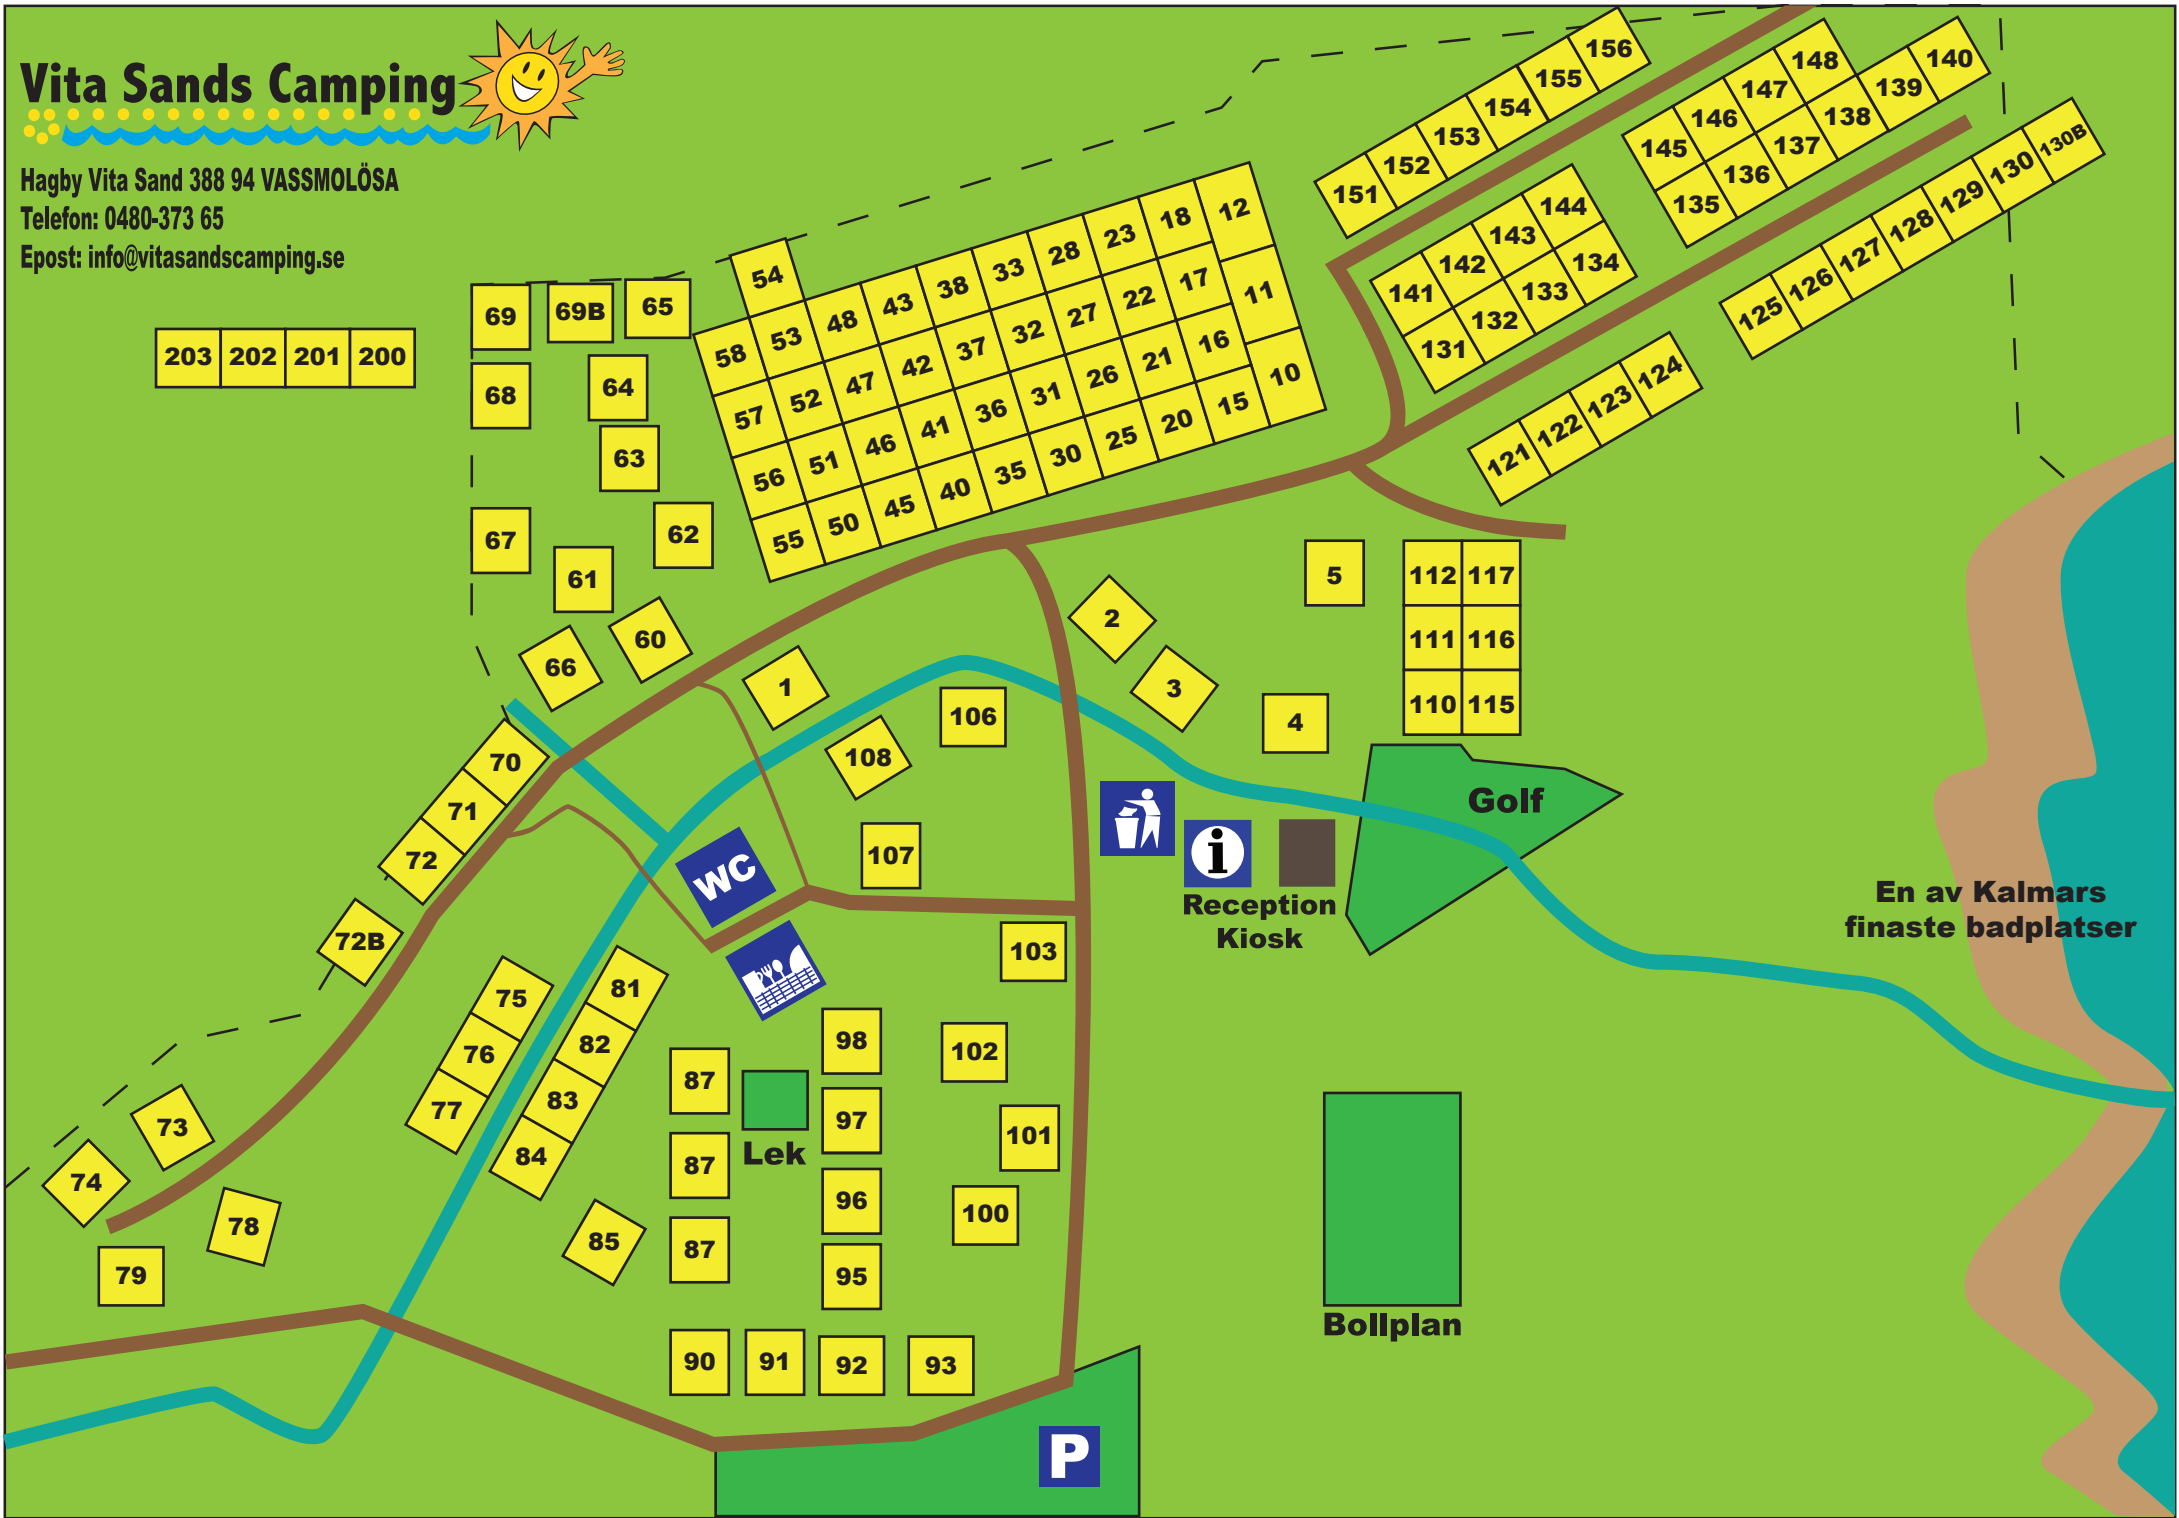 Vita Sands Camping
Hagby Vita Sand 388 94 VASSMOLÖSA
Telefon: 0480-373 65
Epost: info@vitasandscamping.se
203 202 201 200
69 69B 65
68 64
63
67 62
61
66 60
54
58 53 48 43 38 33 28 23 18 12
57 52 47 42 37 32 27 22 17 11
56 51 46 41 36 31 26 21 16 10
55 50 45 40 35 30 25 20 15
151 152 153 154 155 156
145 146 147 148
135 136 137 138 139 140
141 142 143 144
131 132 133 134
125 126 127 128 129 130 130B
121 122 123 124
5
112 117
111 116
110 115
2
3
4
1
106
108
107
70
71
72
72B
WC
i
Reception
Kiosk
Golf
En av Kalmars
finaste badplatser
103
102
101
100
75
76
77
81
82
83
84
85
87
87
87
Lek
98
97
96
95
73
74
78
79
90 91 92 93
Bollplan
P